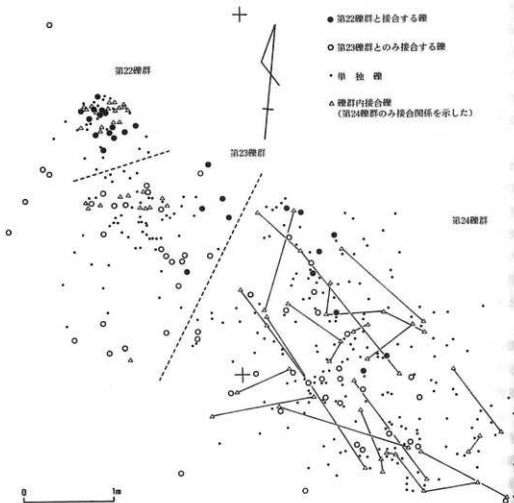 ● 第22礫群と接合する礫
○ 第23礫群とのみ接合する礫
・ 単独礫
△ 礫群内接合礫
(第24礫群のみ接合関係を示した)
第22礫群
第23礫群
第24礫群
0 1m